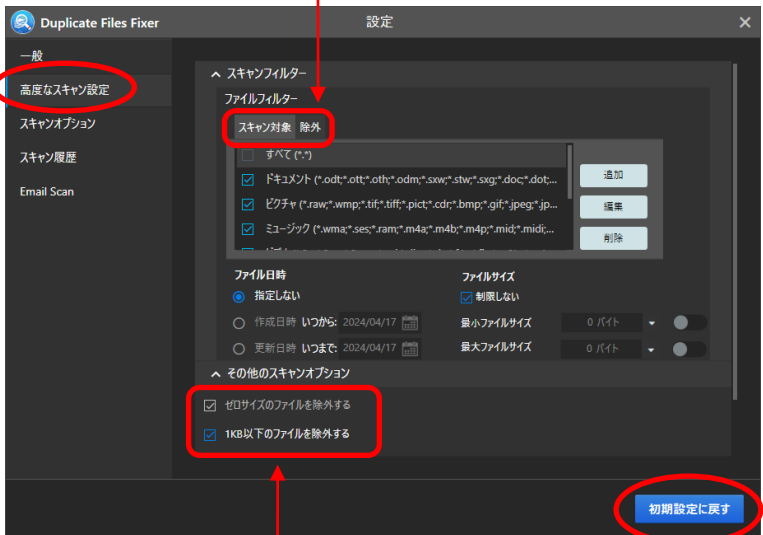 Duplicate Files Fixer
設定
一般
高度なスキャン設定
スキャンオプション
スキャン履歴
Email Scan
スキャンフィルター
ファイルフィルター
スキャン対象 除外
すべて (*.*)
ドキュメント (*.odt;*.ott;*.oth;*.odm;*.sxw;*.stw;*.sxg;*.doc;*.dot;...
ピクチャ (*.raw;*.wmp;*.tif;*.tiff;*.pict;*.cdr;*.bmp;*.gif;*.jpeg;*.jp...
ミュージック (*.wma;*.ses;*.ram;*.m4a;*.m4b;*.m4p;*.mid;*.midi;...
追加
編集
削除
ファイル日時
指定しない
作成日時 いつから: 2024/04/17
更新日時 いつまで: 2024/04/17
ファイルサイズ
制限しない
最小ファイルサイズ 0 バイト
最大ファイルサイズ 0 バイト
その他のスキャンオプション
ゼロサイズのファイルを除外する
1KB以下のファイルを除外する
初期設定に戻す